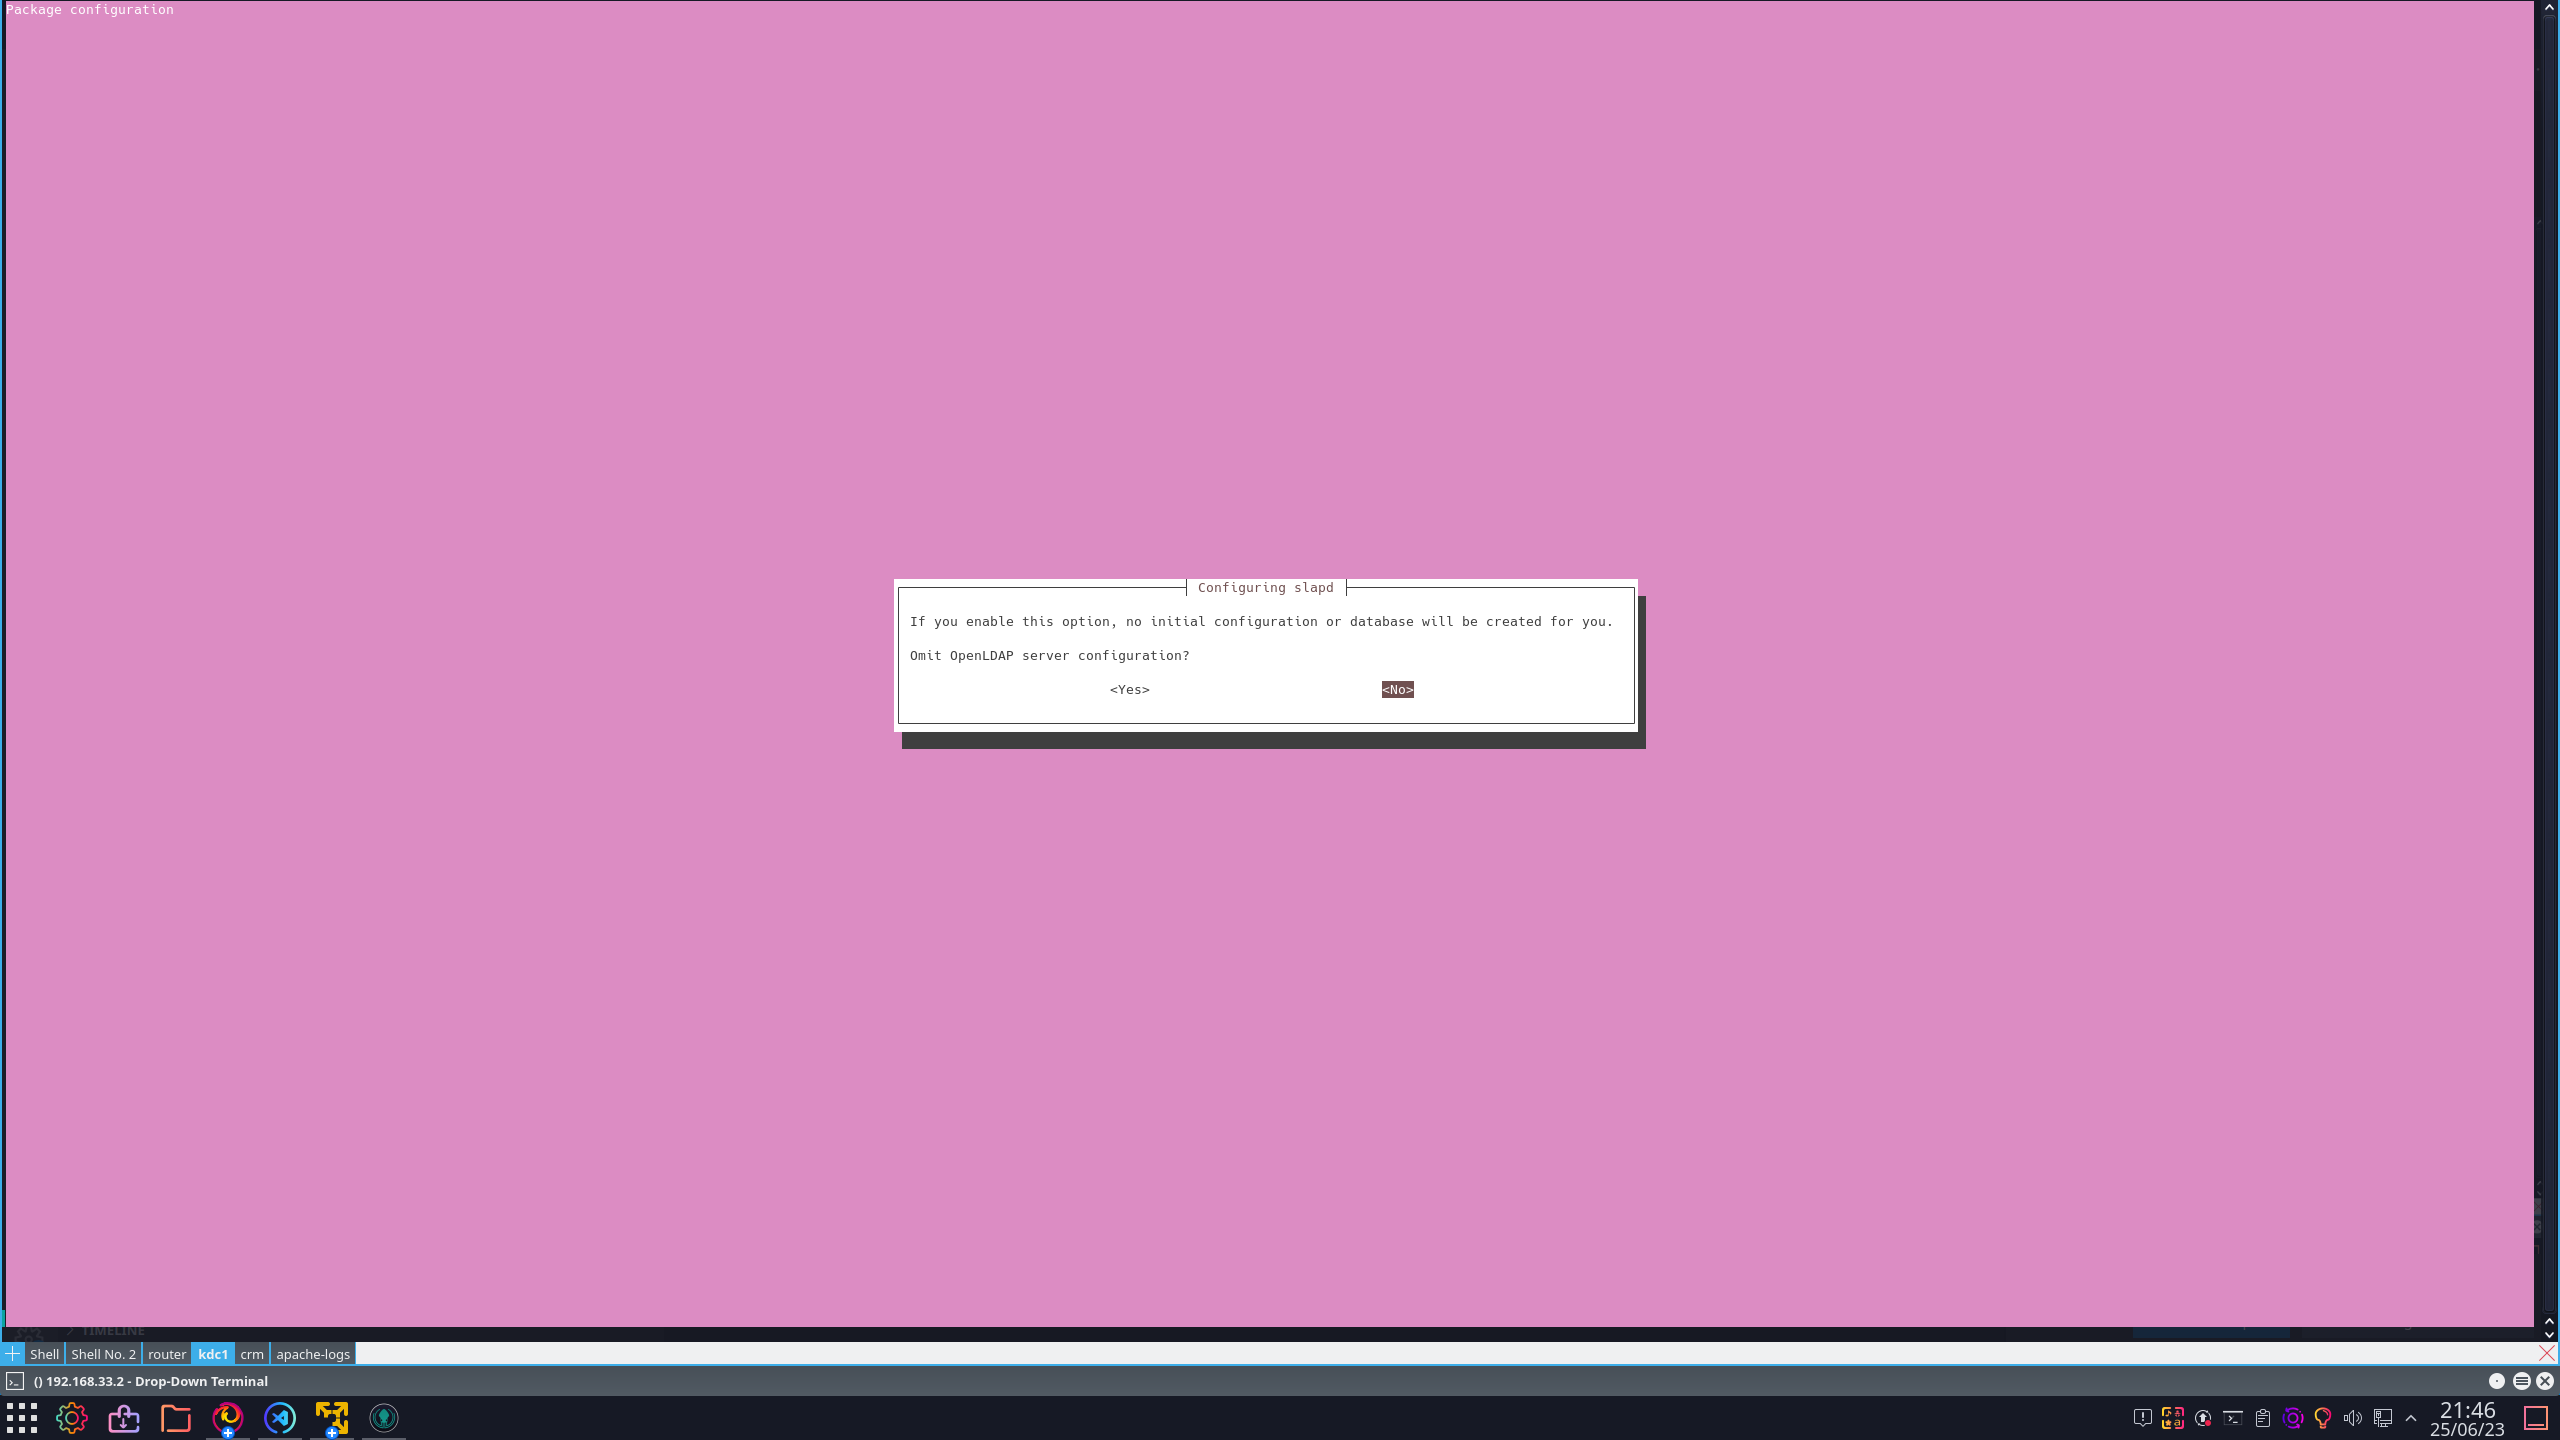 Package configuration
Configuring slapd
If you enable this option, no initial configuration or database will be created for you.
Omit OpenLDAP server configuration?
<Yes> <No>
TIMELINE
Shell Shell No. 2 router kdc1 crm apache-logs
() 192.168.33.2 - Drop-Down Terminal
21:46
25/06/23